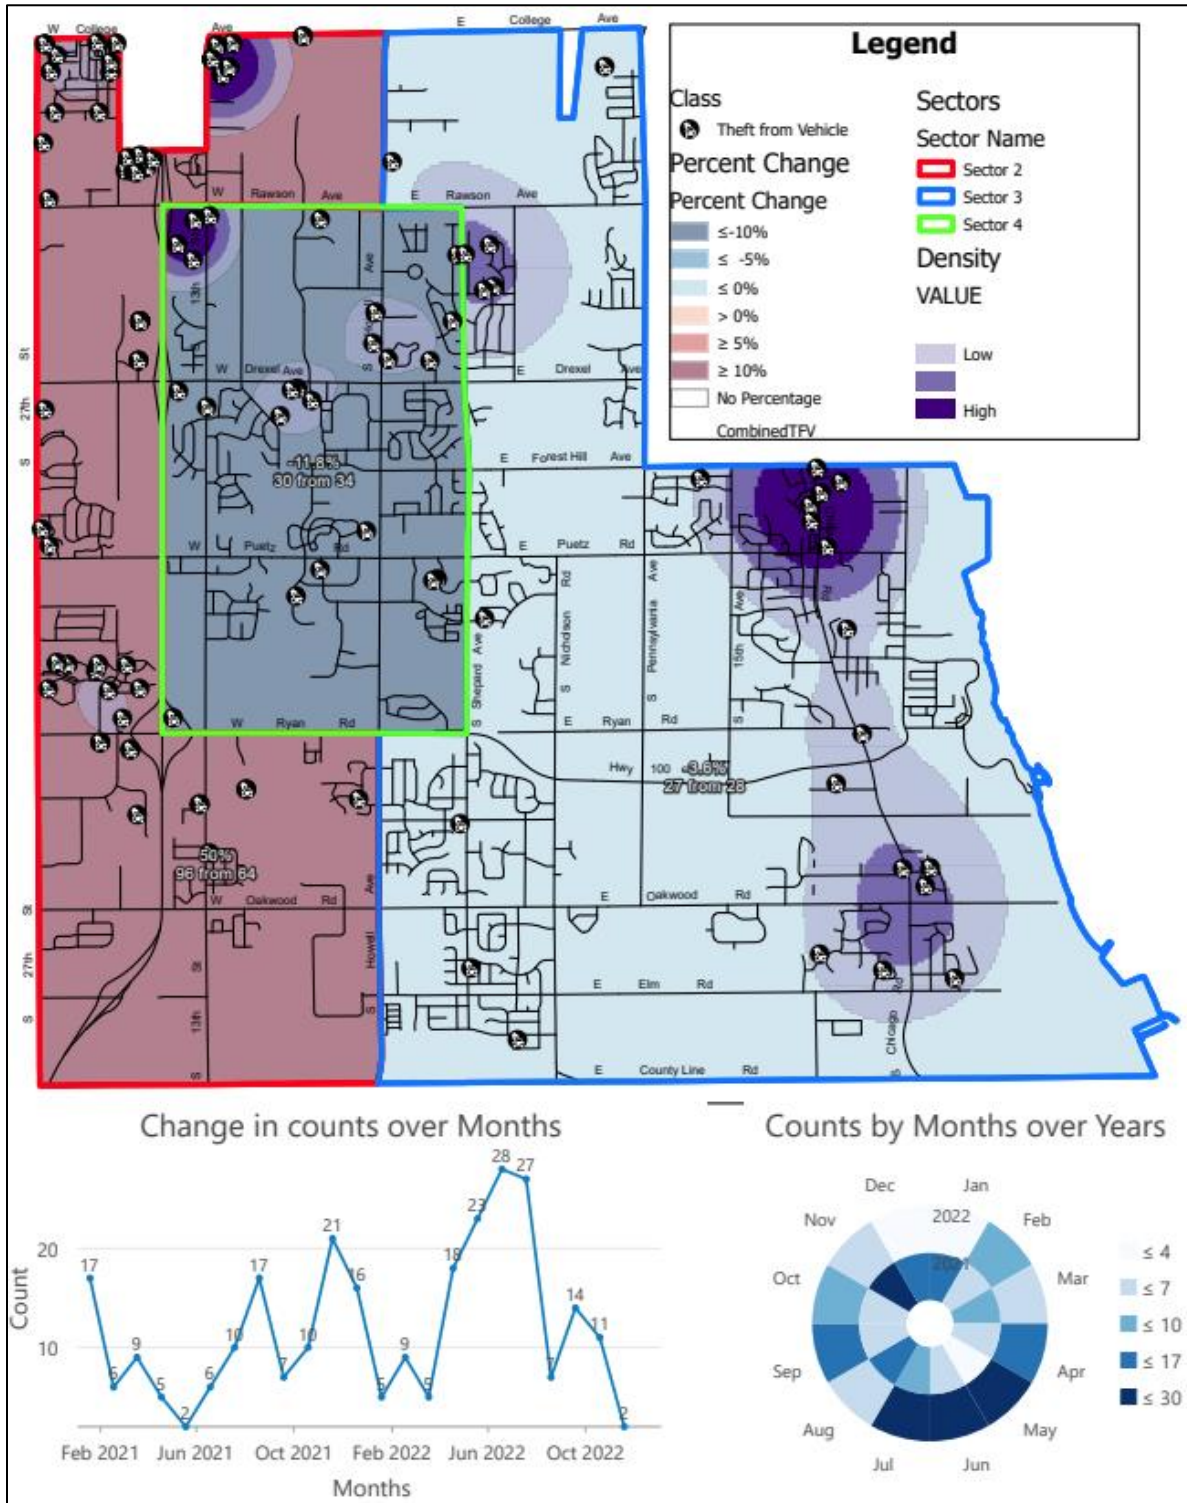 W College Ave
E College Ave
Legend
Class
Theft from Vehicle
Percent Change
Percent Change
≤-10%
≤ -5%
≤ 0%
> 0%
≥ 5%
≥ 10%
No Percentage
CombinedTFV
Sectors
Sector Name
Sector 2
Sector 3
Sector 4
Density
VALUE
Low
High
W Rawson Ave
E Rawson Ave
13th
Ave
S
W Drexel Ave
E Drexel Ave
S 27th St
-11.8%
30 from 34
E Forest Hill Ave
W Puetz Rd
E Puetz Rd
S Shepard Ave
S Nicholson Rd
S Pennsylvania Ave
S 15th Ave
Rd
W Ryan Rd
E Ryan Rd
Hwy 100
-3.6%
27 from 28
50%
96 from 64
W Oakwood Rd
E Oakwood Rd
S 27th St
S 13th St
S Howell Ave
E Elm Rd
S Chicago Rd
E County Line Rd
Change in counts over Months
Count
20
10
17
6
9
5
2
6
10
17
7
10
21
16
5
9
5
18
23
28
27
7
14
11
2
Feb 2021
Jun 2021
Oct 2021
Feb 2022
Jun 2022
Oct 2022
Months
Counts by Months over Years
Dec
Jan
Nov
Feb
Oct
Mar
Sep
Apr
Aug
May
Jul
Jun
2022
2021
≤ 4
≤ 7
≤ 10
≤ 17
≤ 30